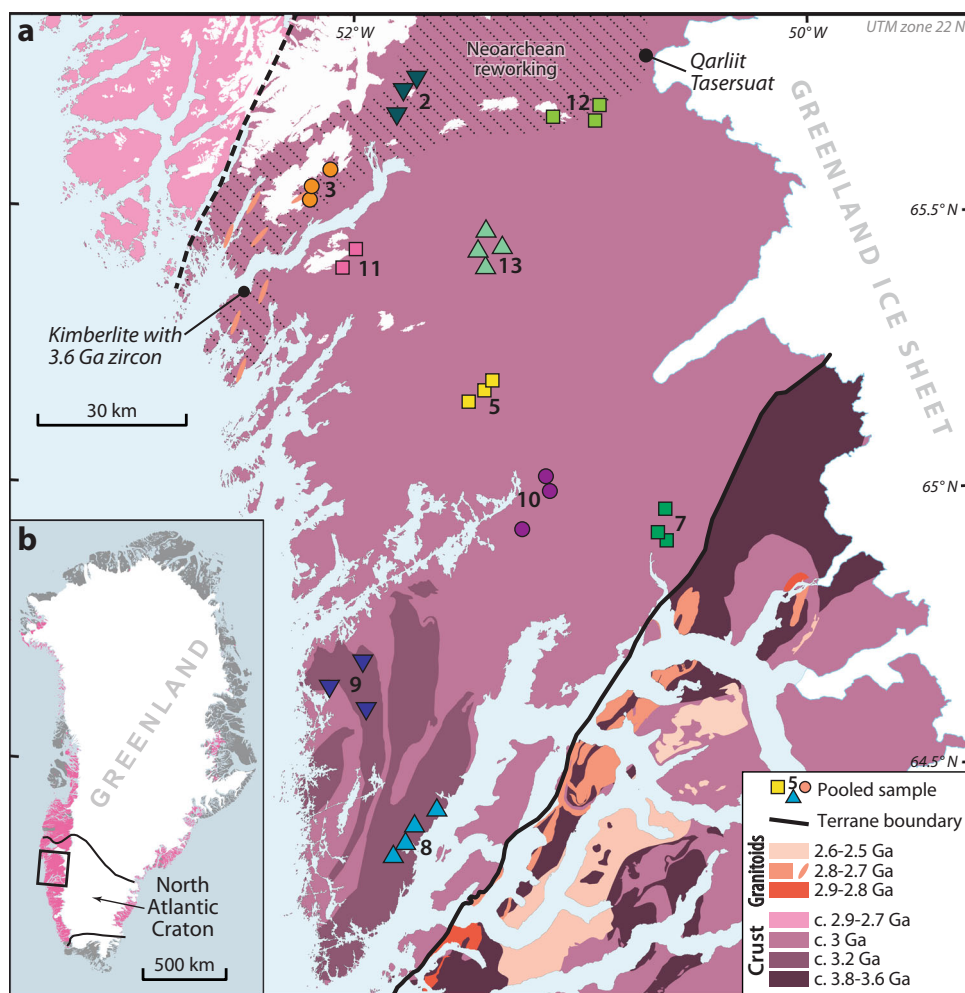 a
52°W
50°W
UTM zone 22 N
Neoarchean
reworking
Qarliit
Tasersuat
2
12
3
65.5°N
11
13
Kimberlite with
3.6 Ga zircon
30 km
5
GREENLAND ICE SHEET
10
65°N
7
b
GREENLAND
9
64.5°N
8
North
Atlantic
Craton
500 km
5 Pooled sample
Terrane boundary
Granitoids
2.6-2.5 Ga
2.8-2.7 Ga
2.9-2.8 Ga
Crust
c. 2.9-2.7 Ga
c. 3 Ga
c. 3.2 Ga
c. 3.8-3.6 Ga